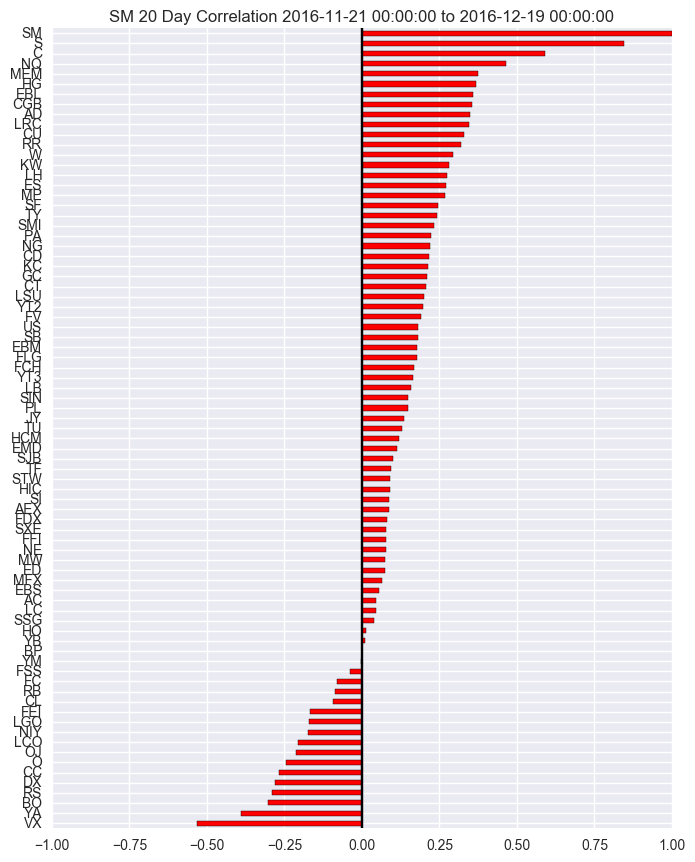 SM 20 Day Correlation 2016-11-21 00:00:00 to 2016-12-19 00:00:00
SM
S
C
NQ
MEM
HG
EBL
CGB
AD
LRC
CU
RR
W
KW
LH
ES
MP
SF
TY
SMI
PA
NG
CD
KC
GC
CT
LSU
YT2
FV
US
SB
EBM
FLG
FCH
YT3
LB
SIN
PL
JY
TU
HCM
EMD
SJB
TF
STW
HIC
SI
AEX
FDX
SXE
FFI
NE
MW
ED
MFX
EBS
AC
LC
SSG
HO
YB
BP
YM
FSS
FC
RB
CL
FEI
LGO
NIY
LCO
OJ
O
CC
DX
RS
BO
YA
VX
−1.00 −0.75 −0.50 −0.25 0.00 0.25 0.50 0.75 1.00